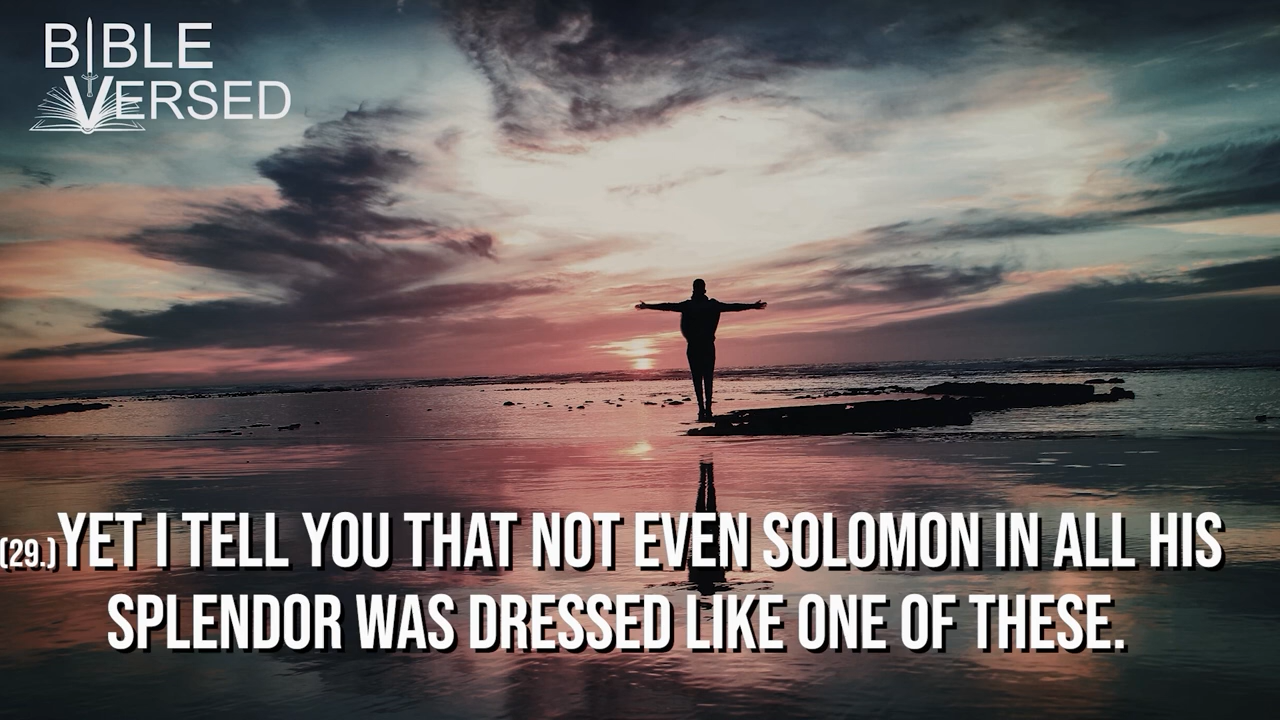 BIBLE
VERSED
(29.)YET I TELL YOU THAT NOT EVEN SOLOMON IN ALL HIS
SPLENDOR WAS DRESSED LIKE ONE OF THESE.